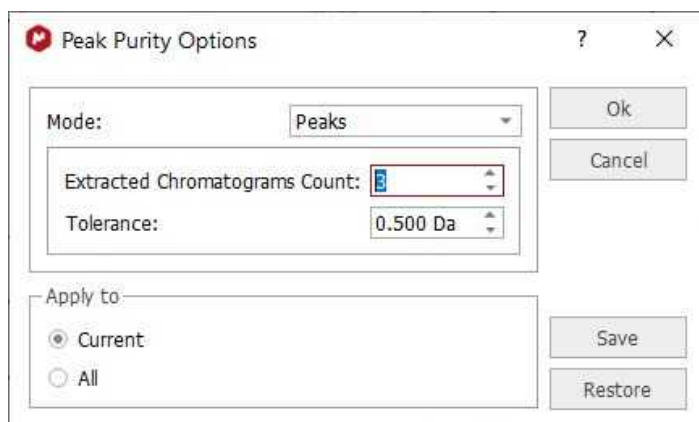 Peak Purity Options
?
Mode:
Peaks
Ok
Cancel
Extracted Chromatograms Count:
3
Tolerance:
0.500 Da
Apply to
Current
All
Save
Restore